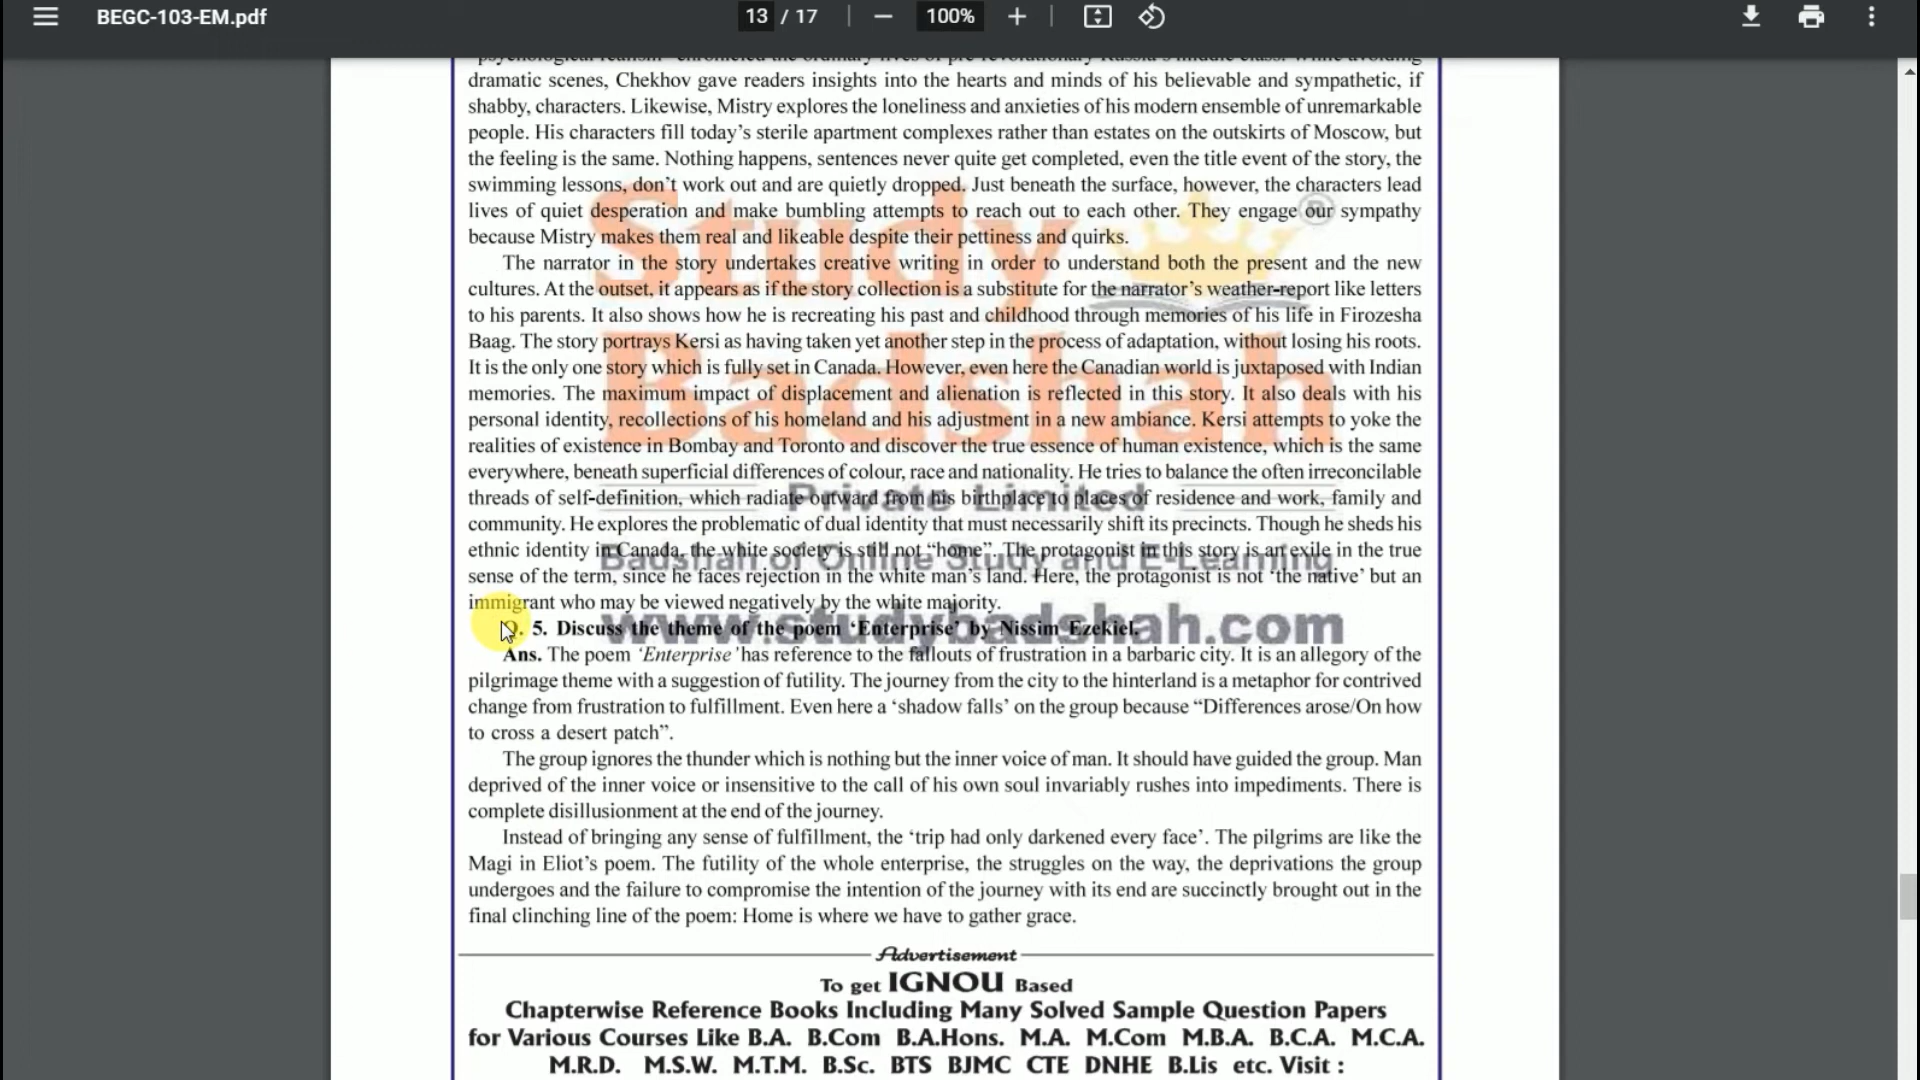 BEGC-103-EM.pdf
13 / 17
100%
psychological realism" chronicled the ordinary lives of pre-revolutionary Russia's middle class. While avoiding
dramatic scenes, Chekhov gave readers insights into the hearts and minds of his believable and sympathetic, if
shabby, characters. Likewise, Mistry explores the loneliness and anxieties of his modern ensemble of unremarkable
people. His characters fill today's sterile apartment complexes rather than estates on the outskirts of Moscow, but
the feeling is the same. Nothing happens, sentences never quite get completed, even the title event of the story, the
swimming lessons, don't work out and are quietly dropped. Just beneath the surface, however, the characters lead
lives of quiet desperation and make bumbling attempts to reach out to each other. They engage our sympathy
because Mistry makes them real and likeable despite their pettiness and quirks.
The narrator in the story undertakes creative writing in order to understand both the present and the new
cultures. At the outset, it appears as if the story collection is a substitute for the narrator's weather-report like letters
to his parents. It also shows how he is recreating his past and childhood through memories of his life in Firozesha
Baag. The story portrays Kersi as having taken yet another step in the process of adaptation, without losing his roots.
It is the only one story which is fully set in Canada. However, even here the Canadian world is juxtaposed with Indian
memories. The maximum impact of displacement and alienation is reflected in this story. It also deals with his
personal identity, recollections of his homeland and his adjustment in a new ambiance. Kersi attempts to yoke the
realities of existence in Bombay and Toronto and discover the true essence of human existence, which is the same
everywhere, beneath superficial differences of colour, race and nationality. He tries to balance the often irreconcilable
threads of self-definition, which radiate outward from his birthplace to places of residence and work, family and
community. He explores the problematic of dual identity that must necessarily shift its precincts. Though he sheds his
ethnic identity in Canada, the white society is still not "home". The protagonist in this story is an exile in the true
sense of the term, since he faces rejection in the white man's land. Here, the protagonist is not 'the native' but an
immigrant who may be viewed negatively by the white majority.
Q. 5. Discuss the theme of the poem 'Enterprise' by Nissim Ezekiel.
Ans. The poem 'Enterprise' has reference to the fallouts of frustration in a barbaric city. It is an allegory of the
pilgrimage theme with a suggestion of futility. The journey from the city to the hinterland is a metaphor for contrived
change from frustration to fulfillment. Even here a 'shadow falls' on the group because "Differences arose/On how
to cross a desert patch".
The group ignores the thunder which is nothing but the inner voice of man. It should have guided the group. Man
deprived of the inner voice or insensitive to the call of his own soul invariably rushes into impediments. There is
complete disillusionment at the end of the journey.
Instead of bringing any sense of fulfillment, the 'trip had only darkened every face'. The pilgrims are like the
Magi in Eliot's poem. The futility of the whole enterprise, the struggles on the way, the deprivations the group
undergoes and the failure to compromise the intention of the journey with its end are succinctly brought out in the
final clinching line of the poem: Home is where we have to gather grace.
Study
Badshah
®
Private Limited
Badshah of Online Study and E-Learning
www.studybadshah.com
Advertisement
To get IGNOU Based
Chapterwise Reference Books Including Many Solved Sample Question Papers
for Various Courses Like B.A. B.Com B.A.Hons. M.A. M.Com M.B.A. B.C.A. M.C.A.
M.R.D. M.S.W. M.T.M. B.Sc. BTS BJMC CTE DNHE B.Lis etc. Visit :